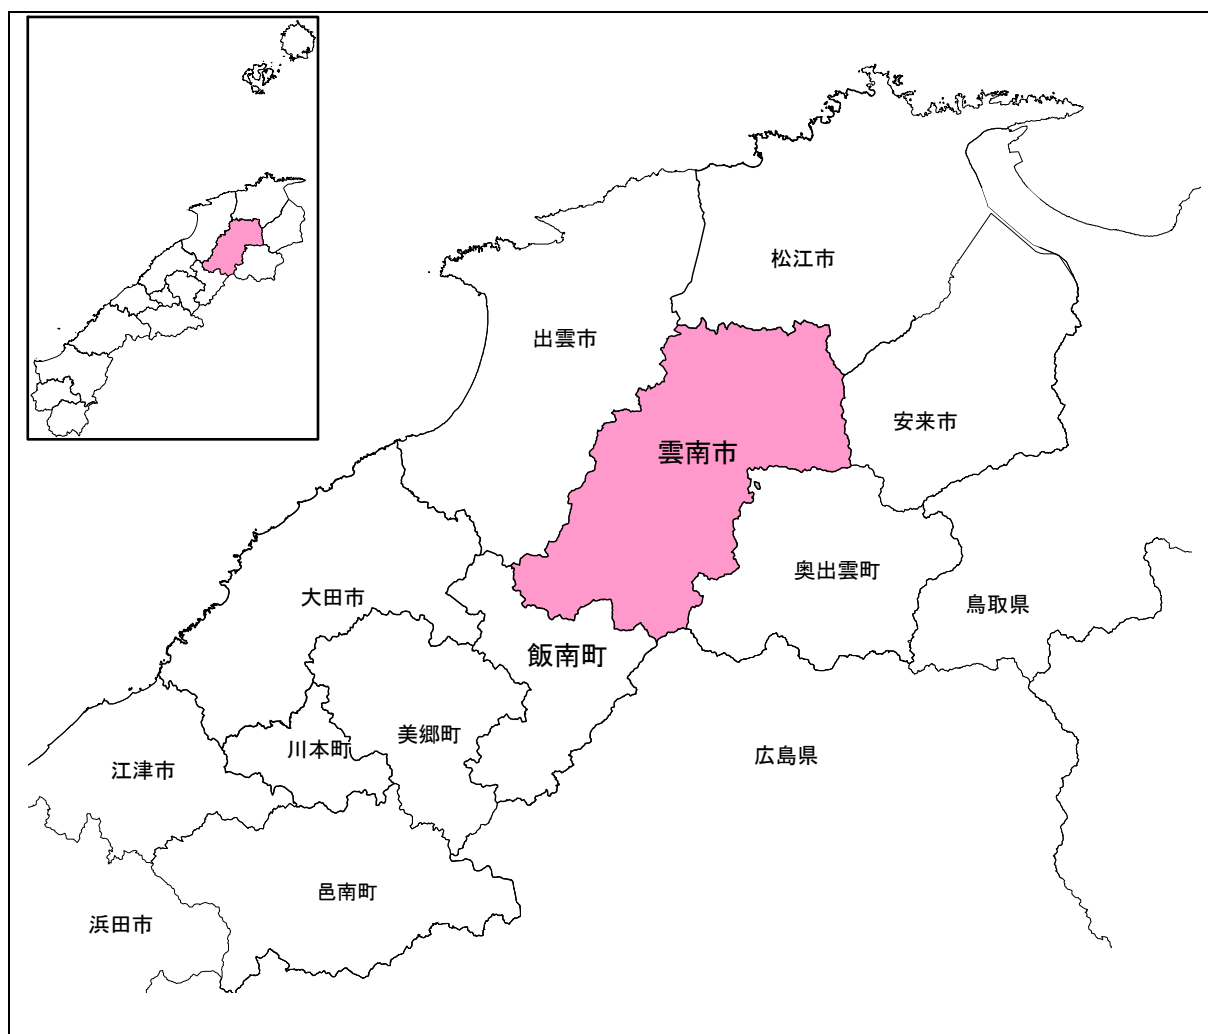 松江市
出雲市
安来市
雲南市
奥出雲町
大田市
鳥取県
飯南町
美郷町
川本町
広島県
江津市
邑南町
浜田市